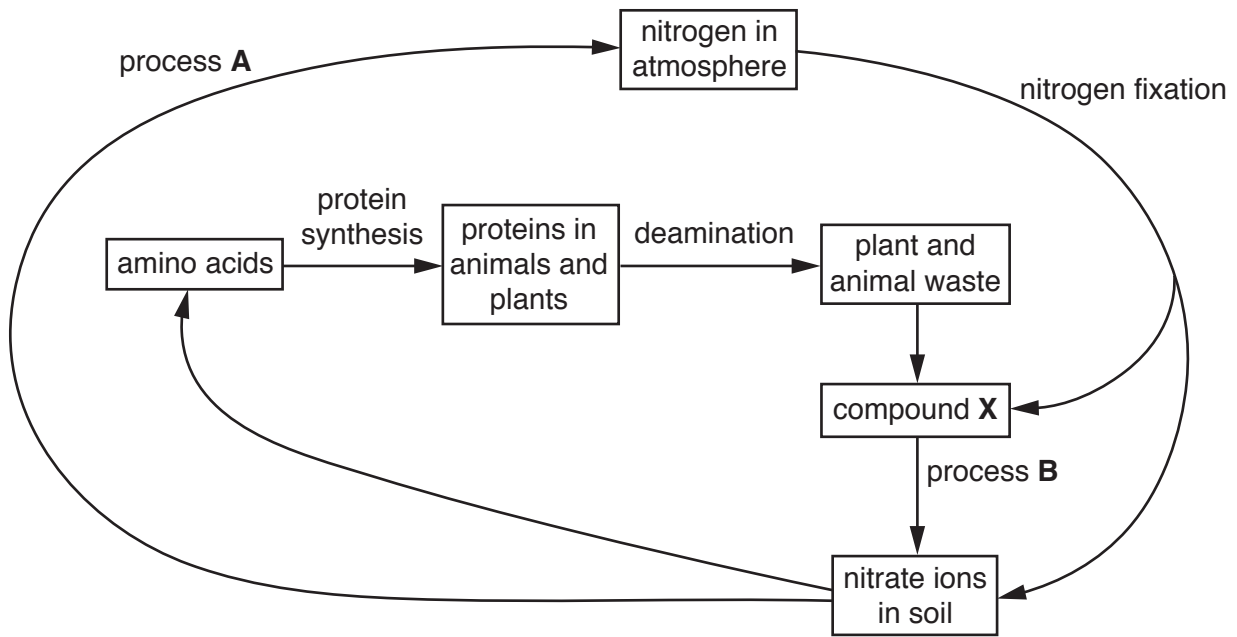 nitrogen in
atmosphere
process A
nitrogen fixation
protein
synthesis
amino acids
proteins in
animals and
plants
deamination
plant and
animal waste
compound X
process B
nitrate ions
in soil